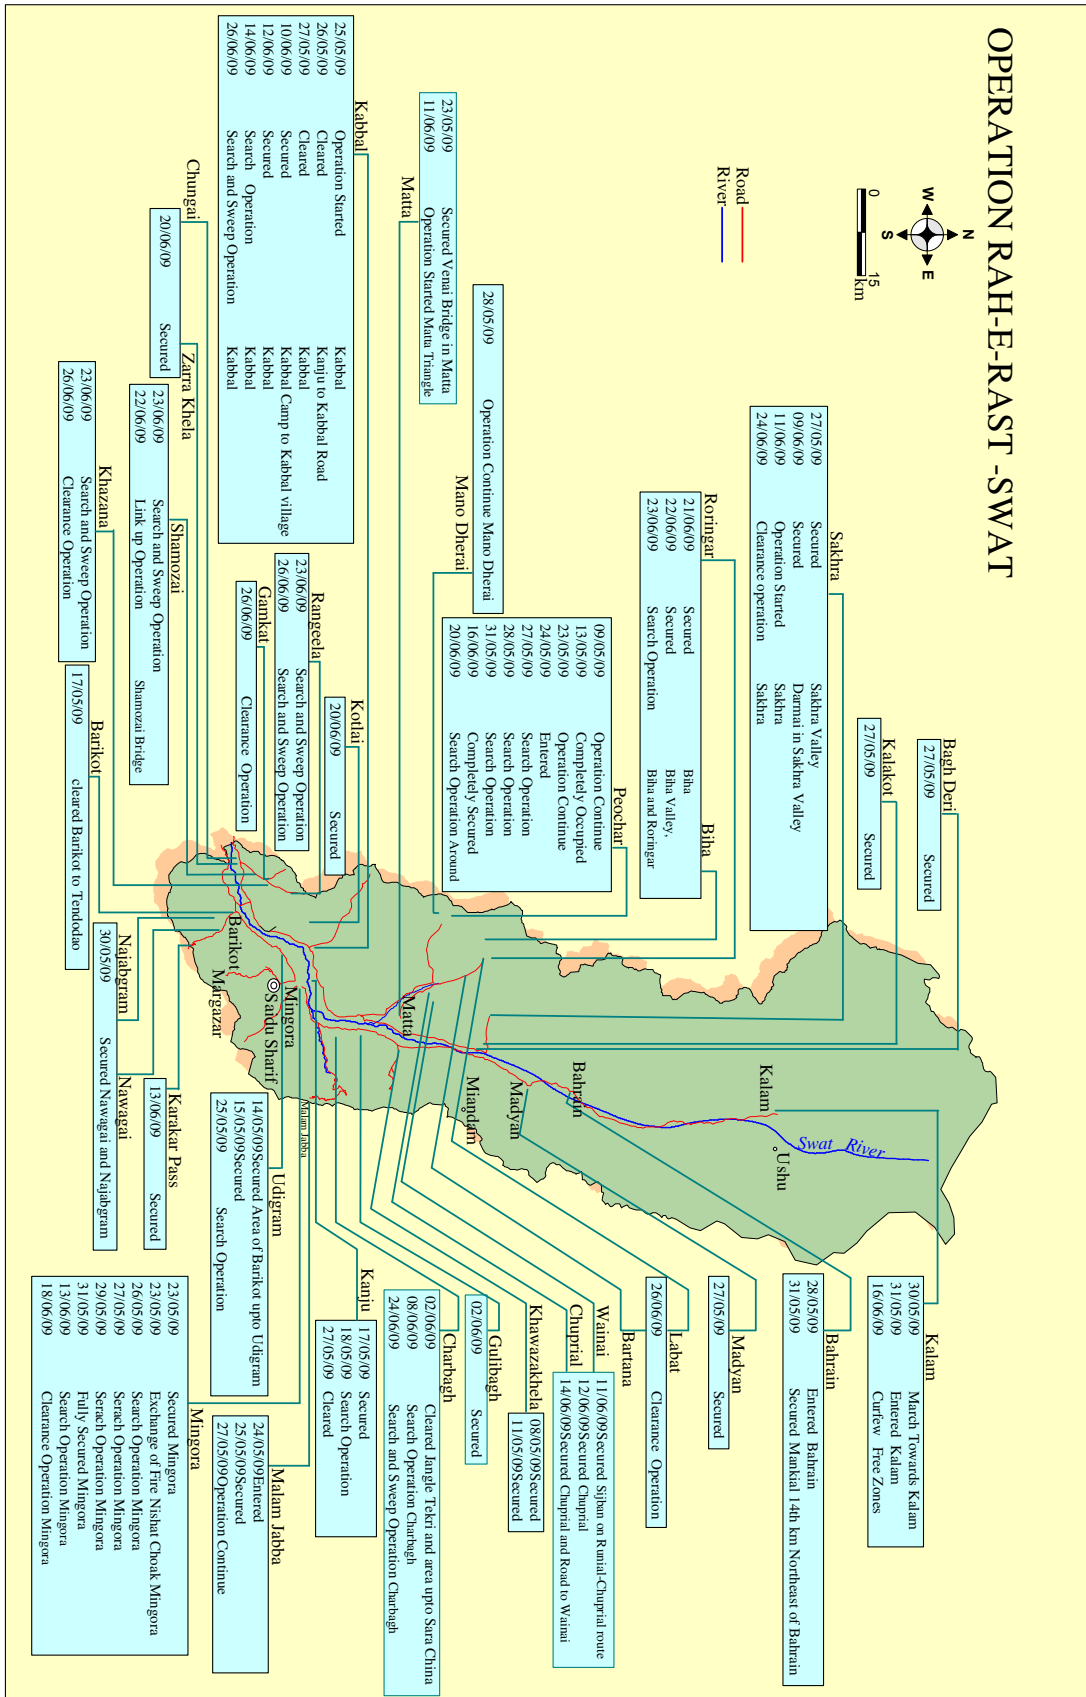 OPERATION RAH-E-RAST -SWAT
N
W
E
S
0 15
km
Road
River
Bagh Deri
27/05/09 Secured
Kalakot
27/05/09 Secured
Sakhra
27/05/09 Secured Sakhra Valley
09/06/09 Secured Darmai in Sakhra Valley
11/06/09 Operation Started Sakhra
24/06/09 Clearance operation Sakhra
Roringar
Biha
21/06/09 Secured Biha
22/06/09 Secured Biha Valley,
23/06/09 Search Operation Biha and Roringar
Peochar
09/05/09 Operation Continue
13/05/09 Completely Occupied
23/05/09 Operation Continue
24/05/09 Entered
27/05/09 Search Operation
28/05/09 Search Operation
31/05/09 Search Operation
16/06/09 Completely Secured
20/06/09 Search Operation Around
28/05/09 Operation Continue Mano Dherai
Mano Dherai
23/05/09 Secured Venai Bridge in Matta
11/06/09 Operation Started Matta Triangle
Matta
Kabbal
25/05/09 Operation Started Kabbal
26/05/09 Cleared Kanju to Kabbal Road
27/05/09 Cleared Kabbal
10/06/09 Secured Kabbal Camp to Kabbal village
12/06/09 Secured Kabbal
14/06/09 Search Operation Kabbal
26/06/09 Search and Sweep Operation Kabbal
Kotlai
20/06/09 Secured
Rangeela
23/06/09 Search and Sweep Operation
26/06/09 Search and Sweep Operation
Gamkat
26/06/09 Clearance Operation
Chungai
20/06/09 Secured
Zarra Khela
Shamozai
23/06/09 Search and Sweep Operation
22/06/09 Link up Operation Shamozai Bridge
Khazana
23/06/09 Search and Sweep Operation
26/06/09 Clearance Operation
Barikot
17/05/09 cleared Barikot to Tendodao
Kalam
Ushu
Swat River
Bahrain
Madyan
Miandam
Matta
Malam Jabba
Mingora
Saidu Sharif
Barikot
Margazar
Kalam
30/05/09 March Towards Kalam
31/05/09 Entered Kalam
16/06/09 Curfew Free Zones
Bahrain
28/05/09 Entered Bahrain
31/05/09 Secured Mankial 14th km Northeast of Bahrain
Madyan
27/05/09 Secured
Labat
26/06/09 Clearance Operation
Bartana
Wainai
11/06/09Secured Sijban on Runial-Chuprial route
12/06/09Secured Chuprial
14/06/09Secured Chuprial and Road to Wainai
Chuprial
Khawazakhela
08/05/09Secured
11/05/09Secured
Gulibagh
02/06/09 Secured
Charbagh
02/06/09 Cleared Jangle Tekri and area upto Sara China
08/06/09 Search Operation Charbagh
24/06/09 Search and Sweep Operation Charbagh
Kanju
17/05/09 Secured
18/05/09 Search Operation
27/05/09 Cleared
Malam Jabba
24/05/09Entered
25/05/09Secured
27/05/09Operation Continue
Udigram
14/05/09Secured Area of Barikot upto Udigram
15/05/09Secured
25/05/09 Search Operation
Mingora
23/05/09 Secured Mingora
23/05/09 Exchange of Fire Nishat Choak Mingora
26/05/09 Search Operation Mingora
27/05/09 Serach Operation Mingora
29/05/09 Serach Operation Mingora
31/05/09 Fully Secured Mingora
13/06/09 Search Operation Mingora
18/06/09 Clearance Operation Mingora
Karakar Pass
13/06/09 Secured
Najabgram
Nawagai
30/05/09 Secured Nawagai and Najabgram